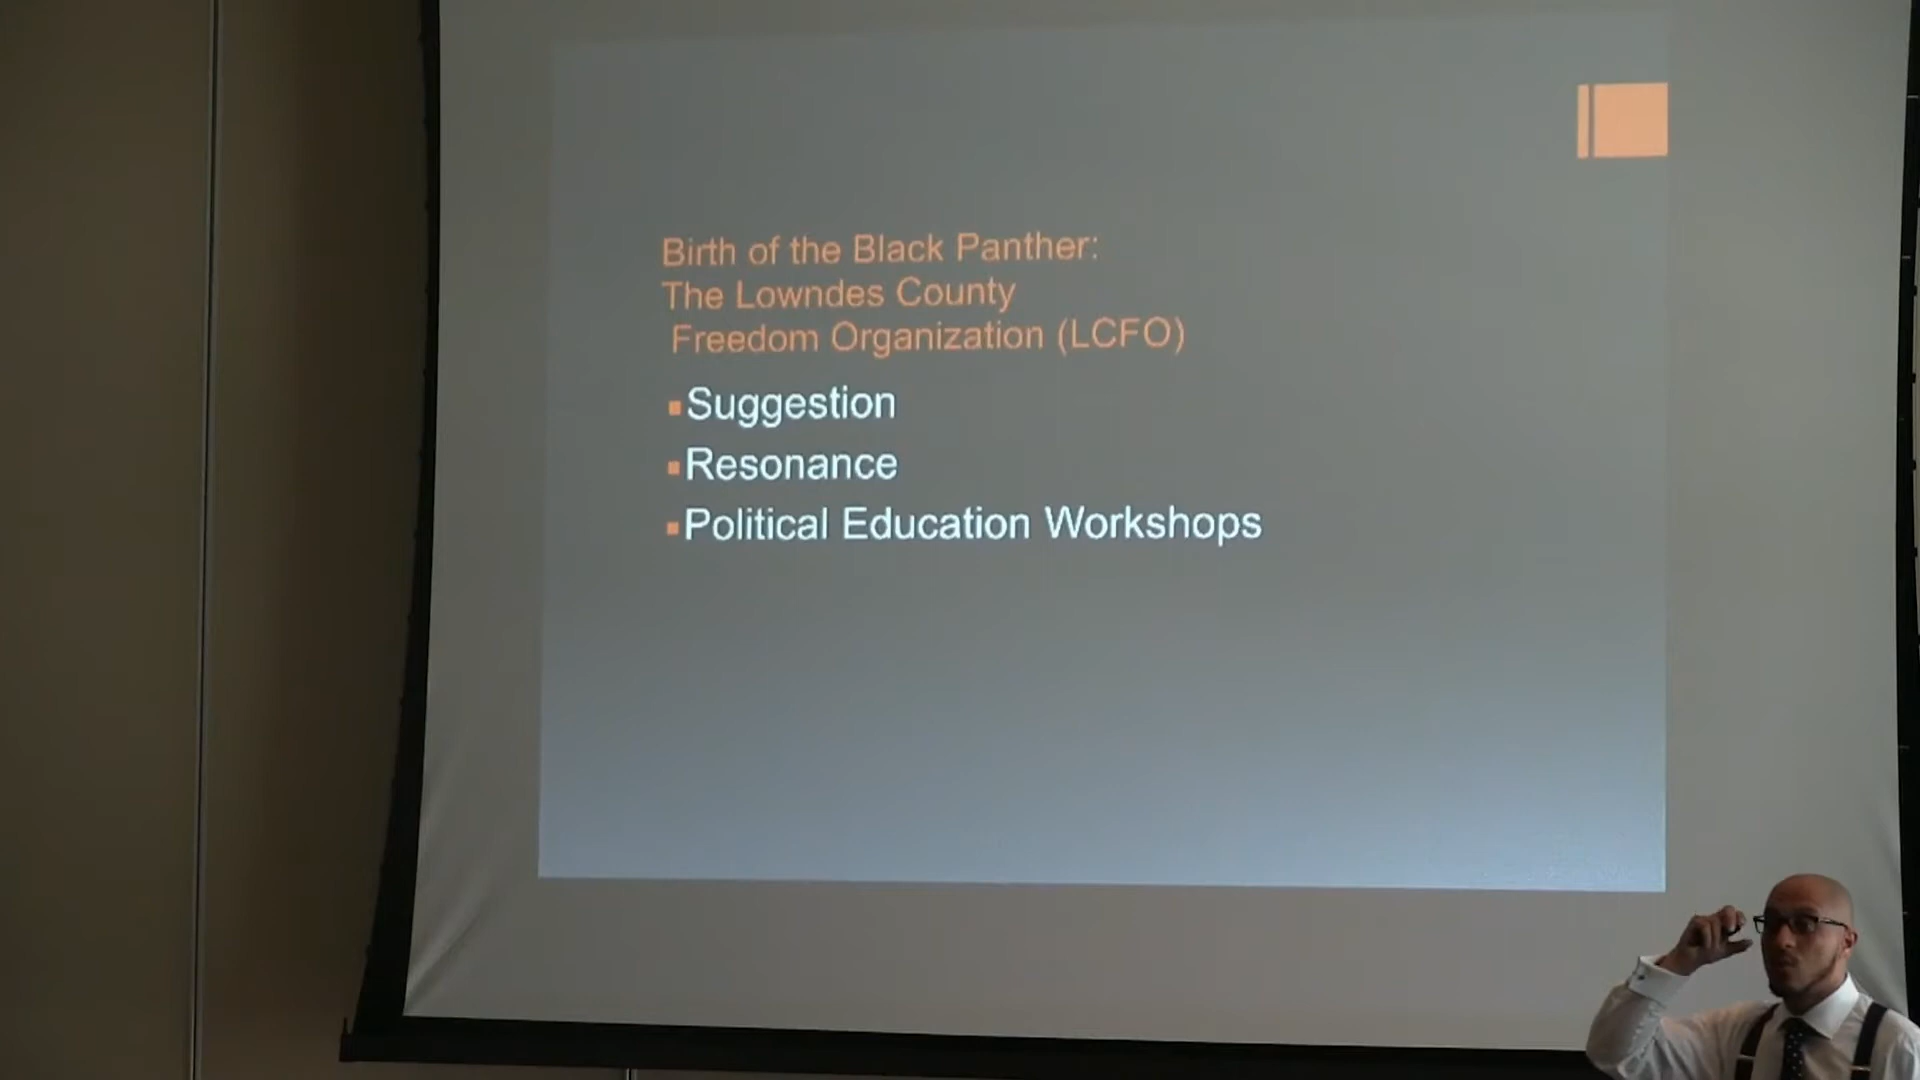 Birth of the Black Panther:
The Lowndes County
Freedom Organization (LCFO)
Suggestion
Resonance
Political Education Workshops